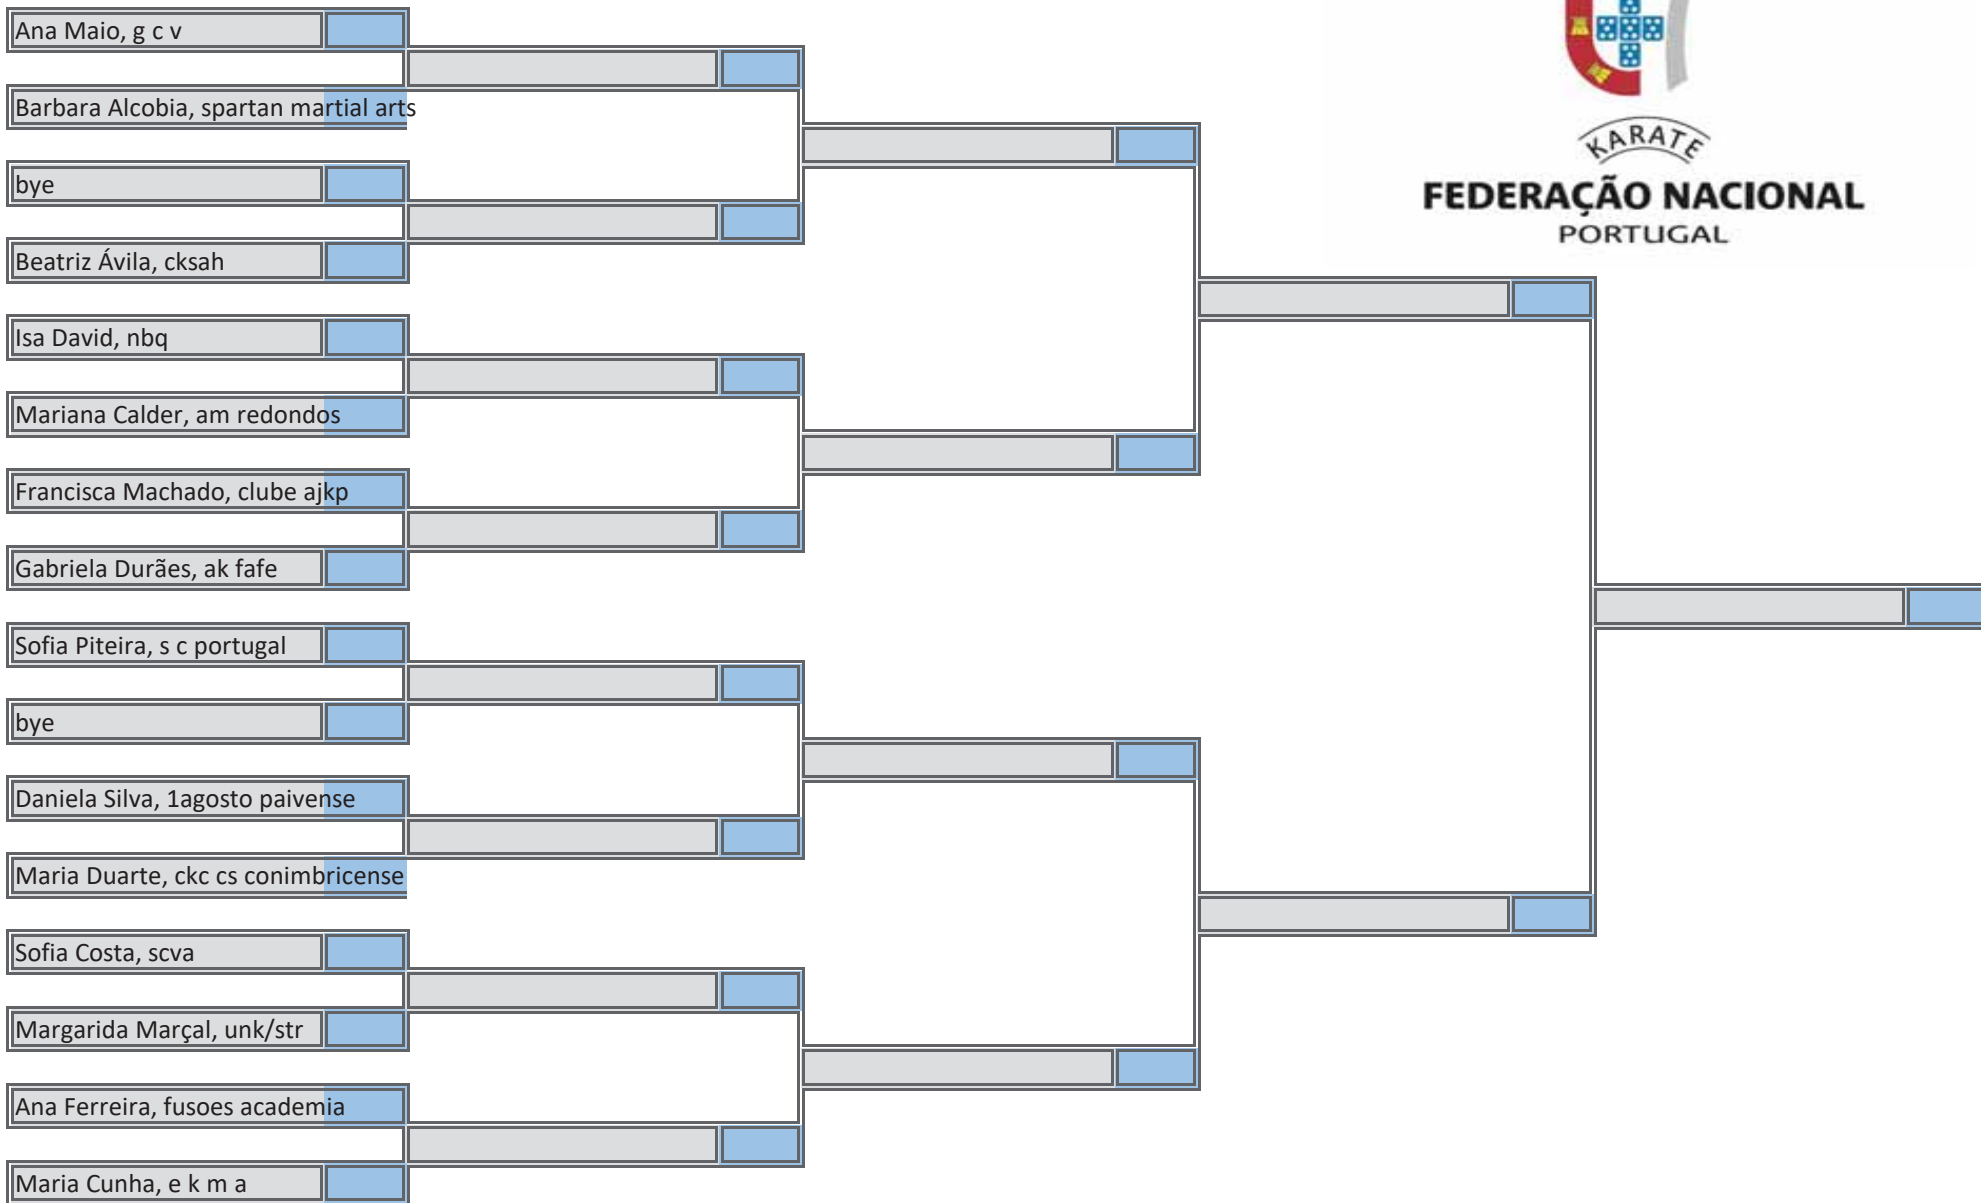 Ana Maio, g c v
Barbara Alcobia, spartan martial arts
bye
Beatriz Ávila, cksah
Isa David, nbq
Mariana Calder, am redondos
Francisca Machado, clube ajkp
Gabriela Durães, ak fafe
Sofia Piteira, s c portugal
bye
Daniela Silva, 1agosto paivense
Maria Duarte, ckc cs conimbricense
Sofia Costa, scva
Margarida Marçal, unk/str
Ana Ferreira, fusoes academia
Maria Cunha, e k m a
KARATE
FEDERAÇÃO NACIONAL
PORTUGAL